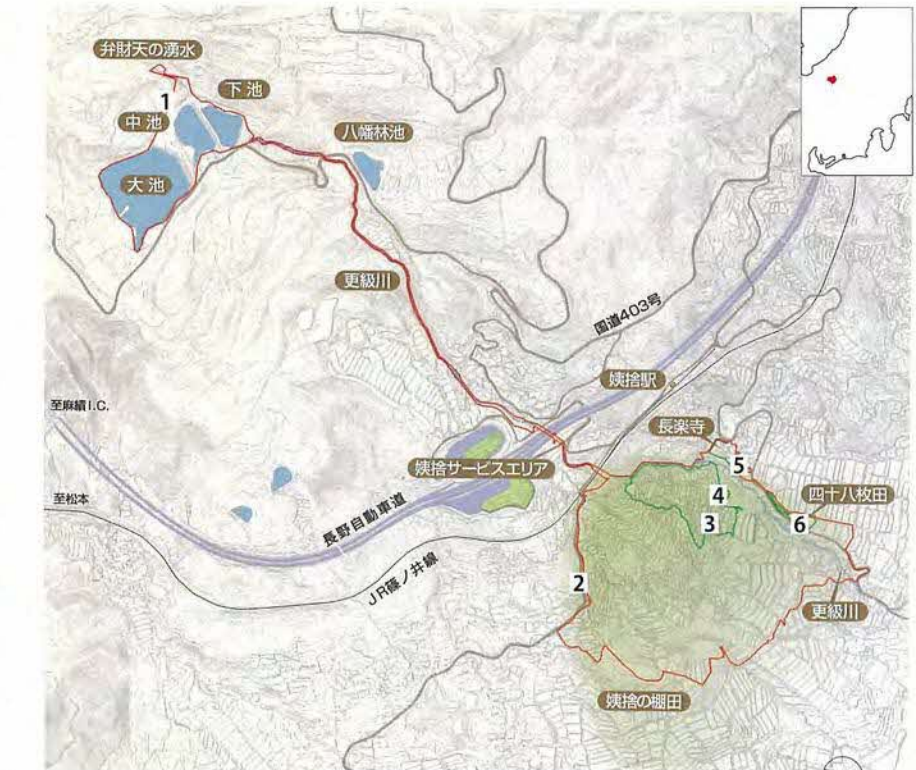 弁財天の湧水
下池
1
中池
八幡林池
大池
更級川
国道403号
姨捨駅
至麻績I.C.
長楽寺
姨捨サービスエリア
5
至松本
4
四十八枚田
長野自動車道
3
6
JR篠ノ井線
2
更級川
姨捨の棚田